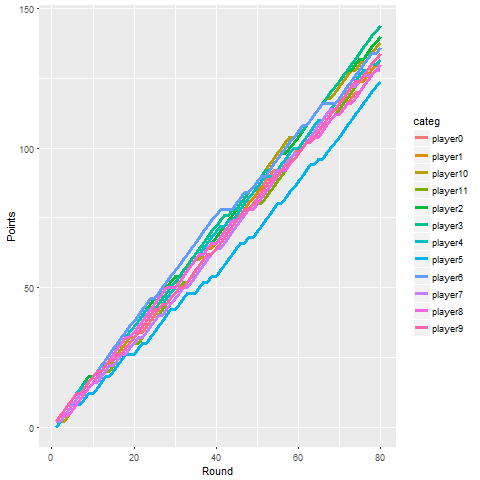 150
100
50
0
Points
0
20
40
60
80
Round
categ
player0
player1
player10
player11
player2
player3
player4
player5
player6
player7
player8
player9